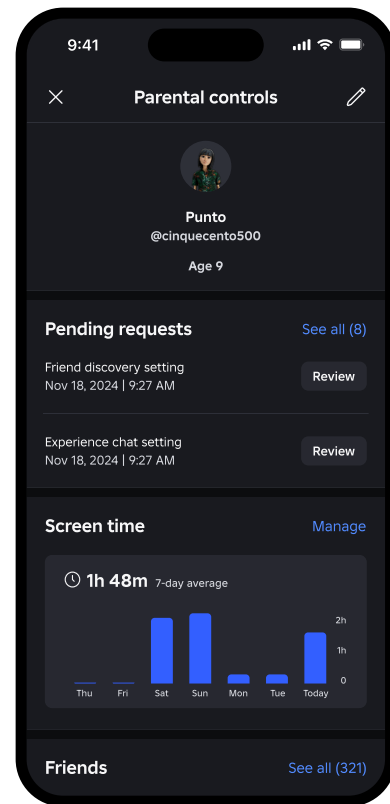 9:41
Parental controls
Punto
@cinquecento500
Age 9
Pending requests See all (8)
Friend discovery setting
Nov 18, 2024 | 9:27 AM
Review
Experience chat setting
Nov 18, 2024 | 9:27 AM
Review
Screen time Manage
1h 48m 7-day average
2h
1h
0
Thu Fri Sat Sun Mon Tue Today
Friends See all (321)